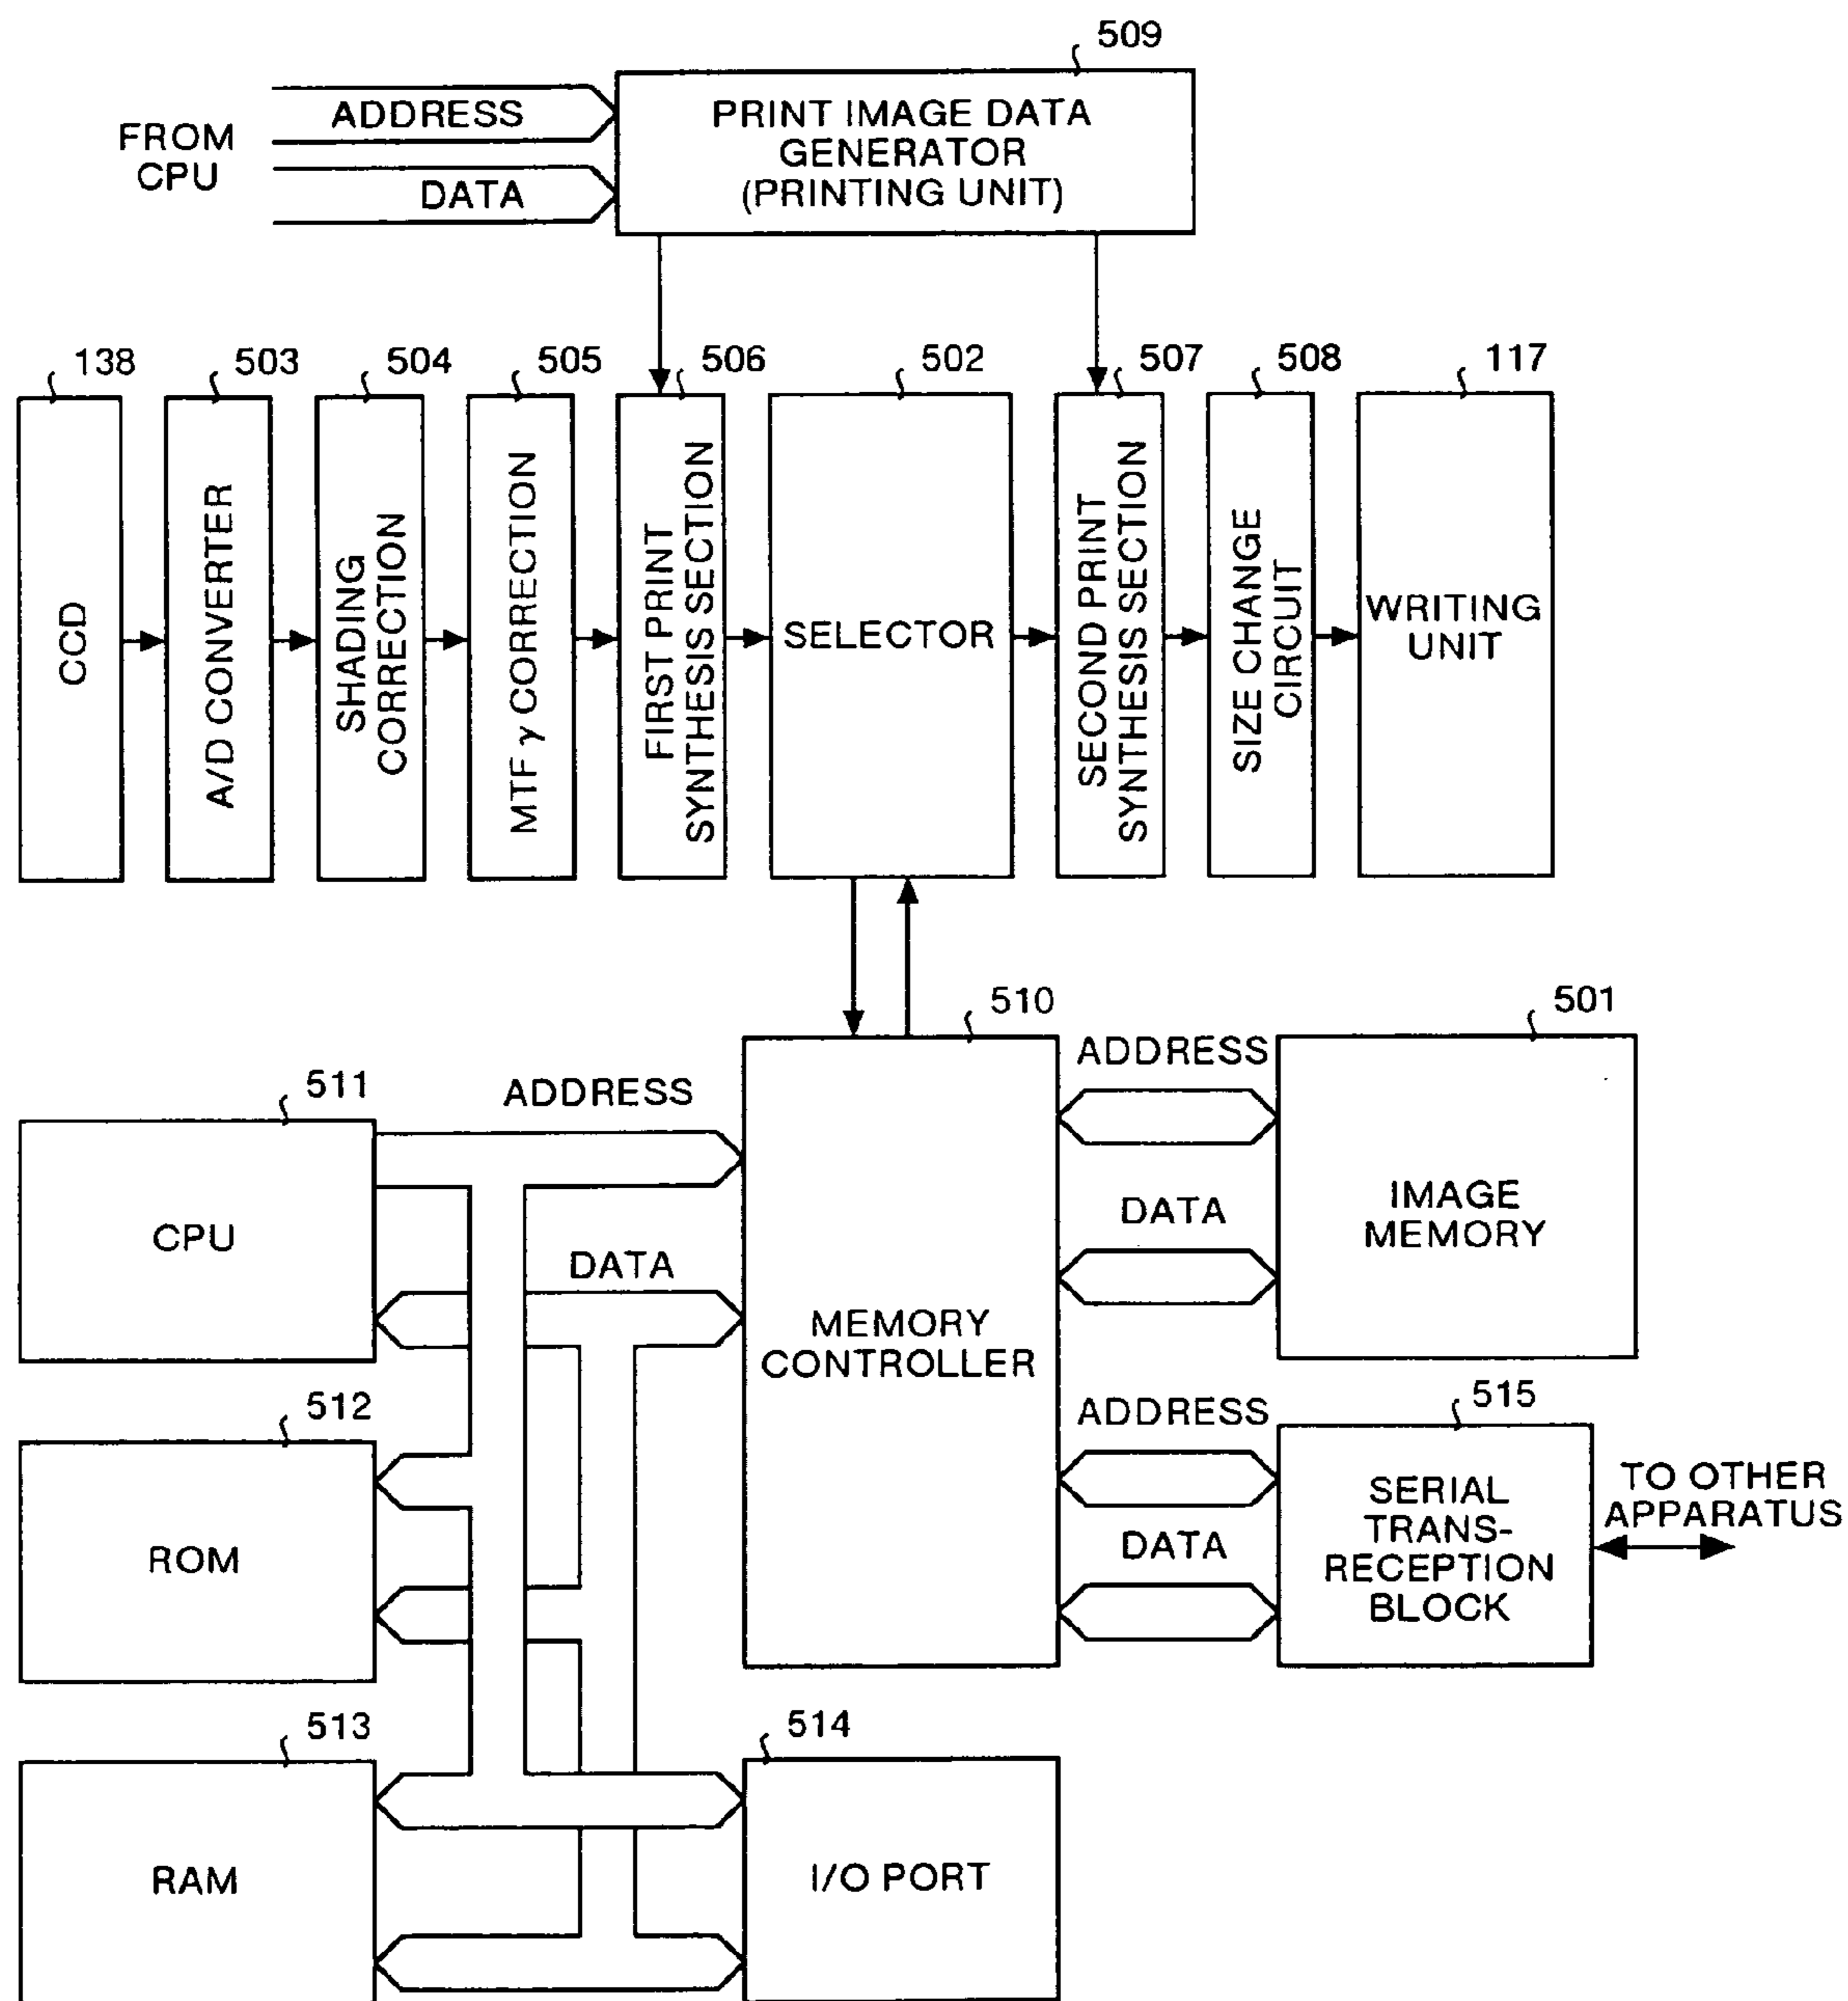 509
ADDRESS
FROM
CPU
DATA
PRINT IMAGE DATA
GENERATOR
(PRINTING UNIT)
138
503
504
505
506
502
507
508
117
CCD
A/D CONVERTER
SHADING
CORRECTION
MTF γ CORRECTION
FIRST PRINT
SYNTHESIS SECTION
SELECTOR
SECOND PRINT
SYNTHESIS SECTION
SIZE CHANGE
CIRCUIT
WRITING
UNIT
510
501
511
ADDRESS
ADDRESS
CPU
DATA
DATA
IMAGE
MEMORY
MEMORY
CONTROLLER
512
ADDRESS
515
ROM
DATA
SERIAL
TRANS-
RECEPTION
BLOCK
TO OTHER
APPARATUS
513
514
RAM
I/O PORT